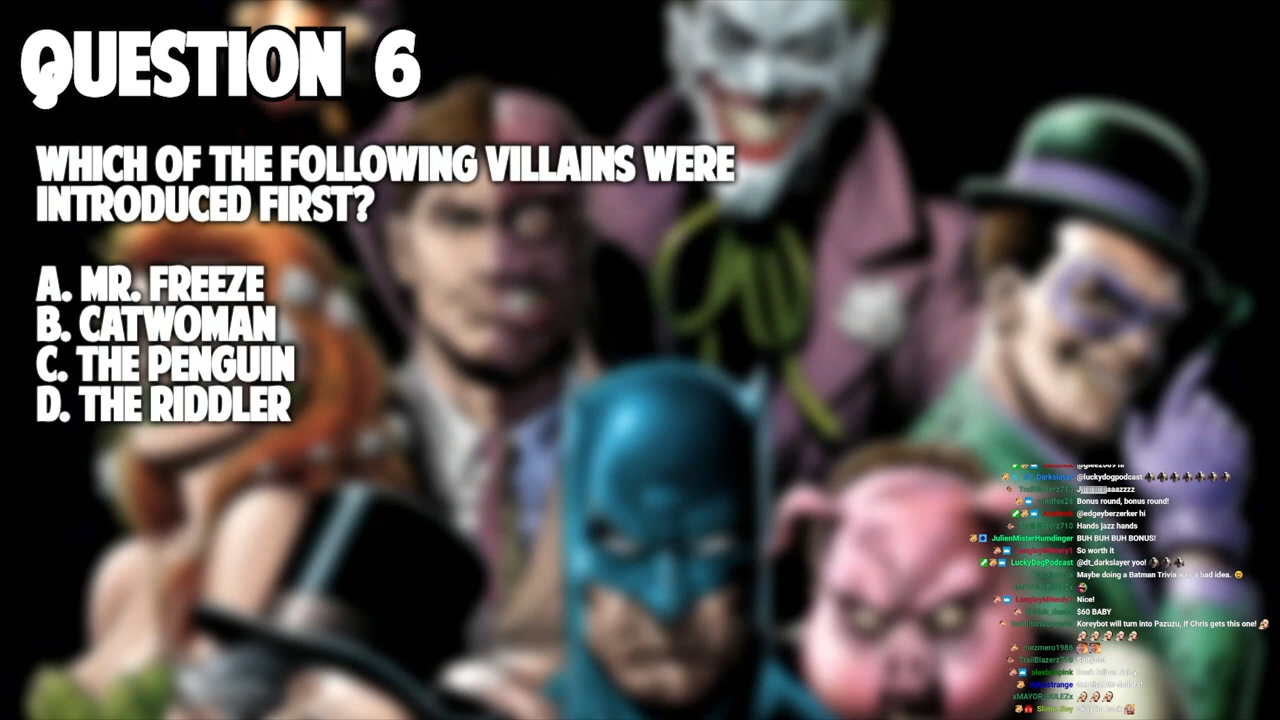 QUESTION 6
WHICH OF THE FOLLOWING VILLAINS WERE
INTRODUCED FIRST?
A. MR. FREEZE
B. CATWOMAN
C. THE PENGUIN
D. THE RIDDLER
@luckydogpodcast
Bonus round, bonus round!
@edgeyberzerker hi
Hands jazz hands
JulienMisterHumdinger BUH BUH BUH BONUS!
So worth it
LuckyDogPodcast @dt_darkslayer yoo!
Maybe doing a Batman Trivia was a bad idea.
Nice!
$60 BABY
Koreybot will turn into Pazuzu, if Chris gets this one!
mezmero1986